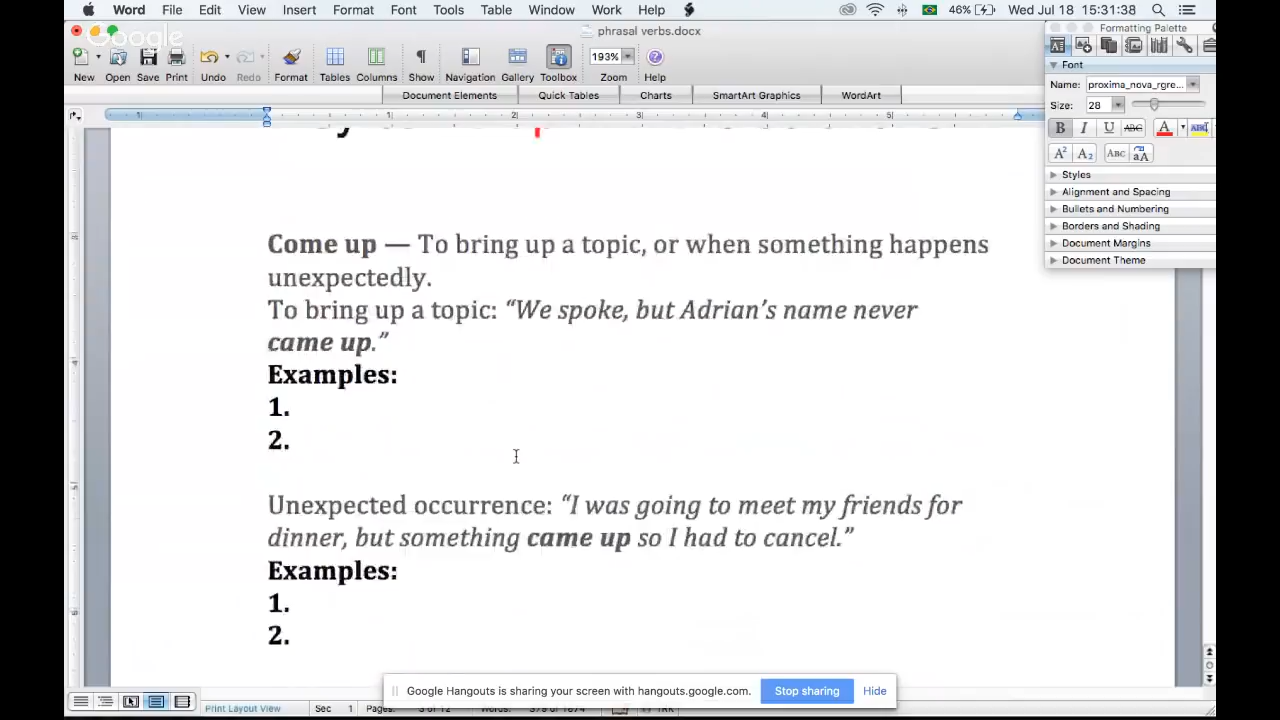 Word File Edit View Insert Format Font Tools Table Window Work Help 46% Wed Jul 18 15:31:38
Google
phrasal verbs.docx
Formatting Palette
193%
New Open Save Print Undo Redo Format Tables Columns Show Navigation Gallery Toolbox Zoom Help
Document Elements Quick Tables Charts SmartArt Graphics WordArt
Font
Name: proxima_nova_rgre...
Size: 28
Styles
Alignment and Spacing
Bullets and Numbering
Borders and Shading
Document Margins
Document Theme
Come up — To bring up a topic, or when something happens
unexpectedly.
To bring up a topic: “We spoke, but Adrian’s name never
came up.”
Examples:
1.
2.
Unexpected occurrence: “I was going to meet my friends for
dinner, but something came up so I had to cancel.”
Examples:
1.
2.
Google Hangouts is sharing your screen with hangouts.google.com. Stop sharing Hide
Print Layout View Sec 1